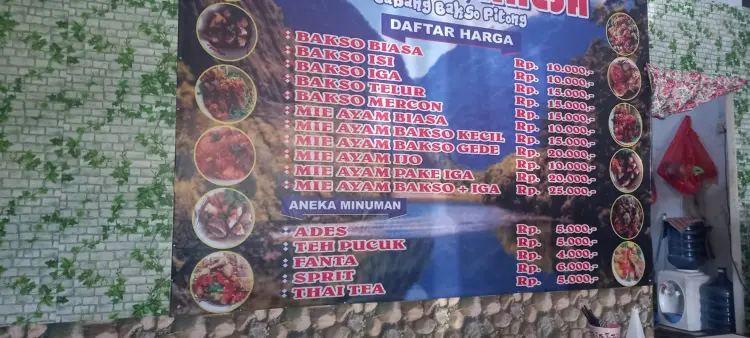 Cabang Bakso Pitong
DAFTAR HARGA
BAKSO BIASA Rp. 10.000,-
BAKSO ISI Rp. 10.000,-
BAKSO IGA Rp. 15.000,-
BAKSO TELUR Rp. 15.000,-
BAKSO MERCON Rp. 15.000,-
MIE AYAM BIASA Rp. 10.000,-
MIE AYAM BAKSO KECIL Rp. 15.000,-
MIE AYAM BAKSO GEDE Rp. 20.000,-
MIE AYAM IJO Rp. 10.000,-
MIE AYAM PAKE IGA Rp. 20.000,-
MIE AYAM BAKSO + IGA Rp. 25.000,-
ANEKA MINUMAN
ADES Rp. 5.000,-
TEH PUCUK Rp. 5.000,-
FANTA Rp. 4.000,-
SPRIT Rp. 6.000,-
THAI TEA Rp. 5.000,-